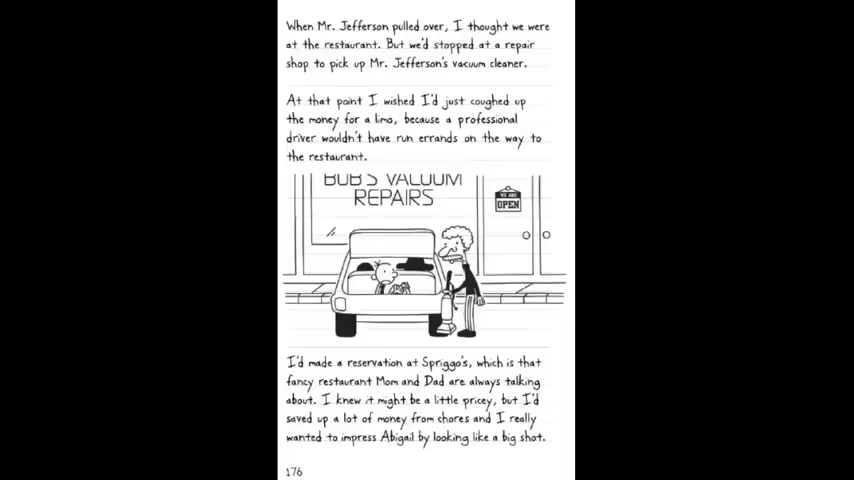 When Mr. Jefferson pulled over, I thought we were
at the restaurant. But we'd stopped at a repair
shop to pick up Mr. Jefferson's vacuum cleaner.
At that point I wished I'd just coughed up
the money for a limo, because a professional
driver wouldn't have run errands on the way to
the restaurant.
BOB'S VACUUM
REPAIRS
WE ARE
OPEN
I'd made a reservation at Spriggo's, which is that
fancy restaurant Mom and Dad are always talking
about. I knew it might be a little pricey, but I'd
saved up a lot of money from chores and I really
wanted to impress Abigail by looking like a big shot.
176